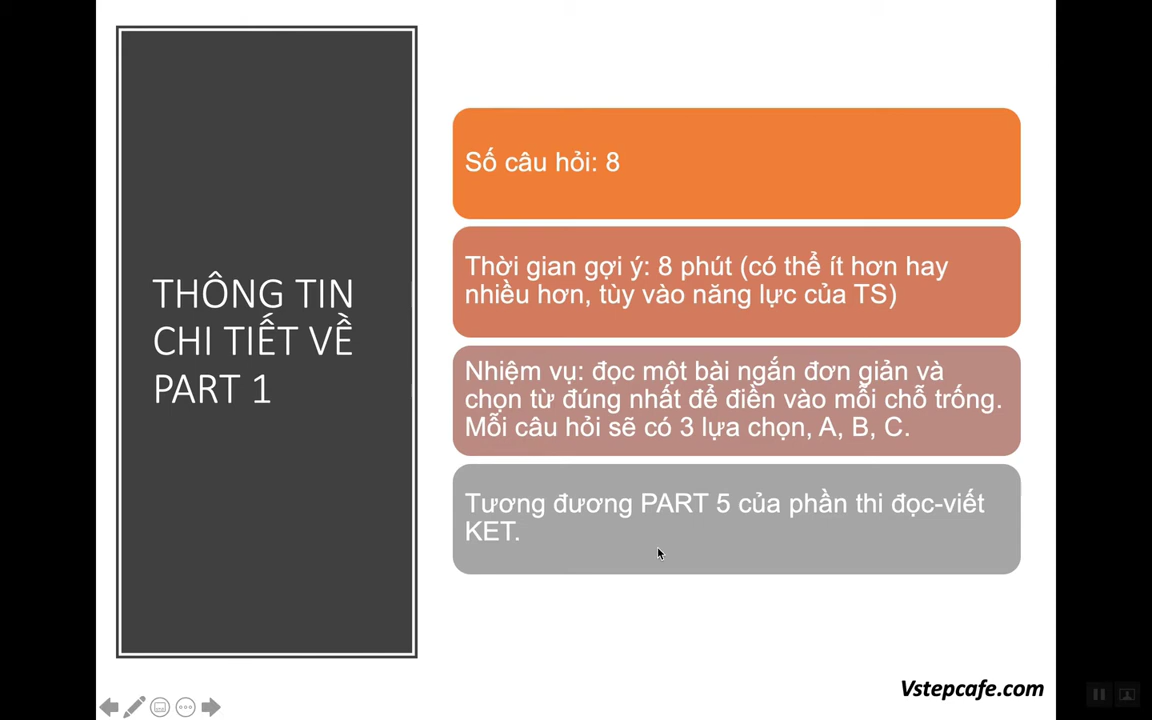 THÔNG TIN
CHI TIẾT VỀ
PART 1
Số câu hỏi: 8
Thời gian gợi ý: 8 phút (có thể ít hơn hay
nhiều hơn, tùy vào năng lực của TS)
Nhiệm vụ: đọc một bài ngắn đơn giản và
chọn từ đúng nhất để điền vào mỗi chỗ trống.
Mỗi câu hỏi sẽ có 3 lựa chọn, A, B, C.
Tương đương PART 5 của phần thi đọc-viết
KET.
Vstepcafe.com